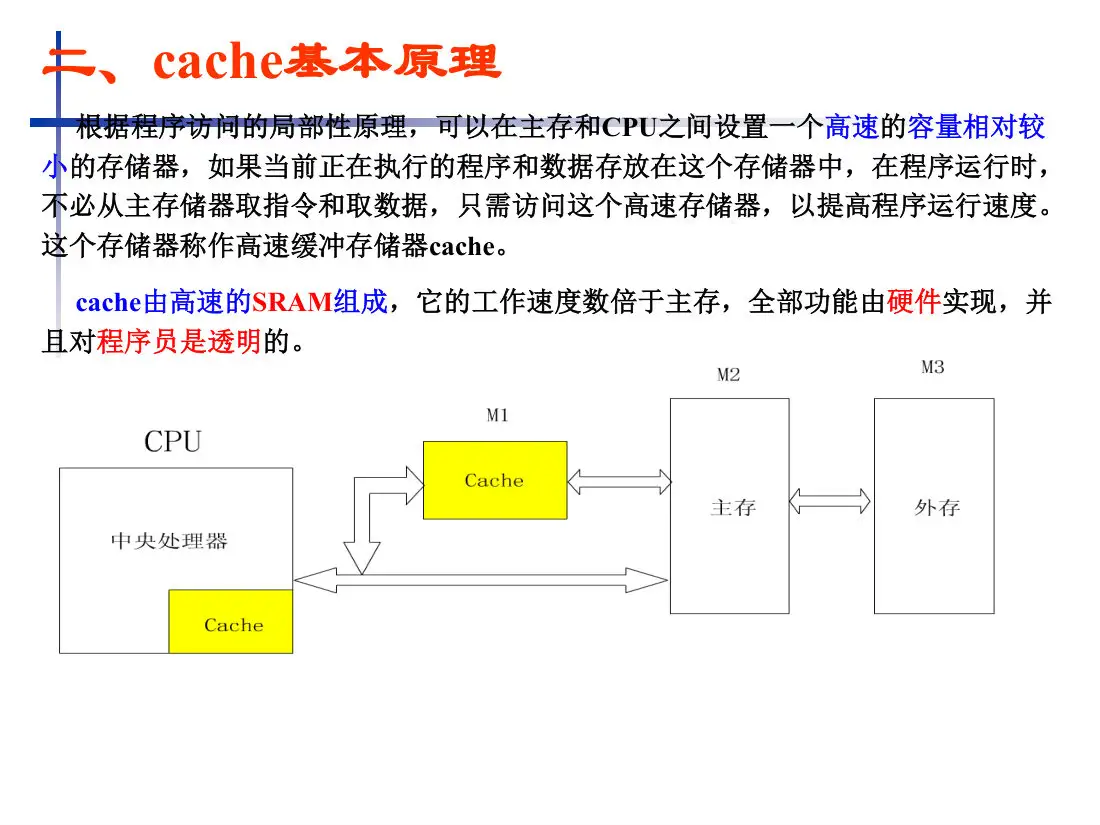 二、cache基本原理
根据程序访问的局部性原理，可以在主存和CPU之间设置一个高速的容量相对较
小的存储器，如果当前正在执行的程序和数据存放在这个存储器中，在程序运行时，
不必从主存储器取指令和取数据，只需访问这个高速存储器，以提高程序运行速度。
这个存储器称作高速缓冲存储器cache。
cache由高速的SRAM组成，它的工作速度数倍于主存，全部功能由硬件实现，并
且对程序员是透明的。
M3
M2
M1
CPU
Cache
主存
外存
中央处理器
Cache